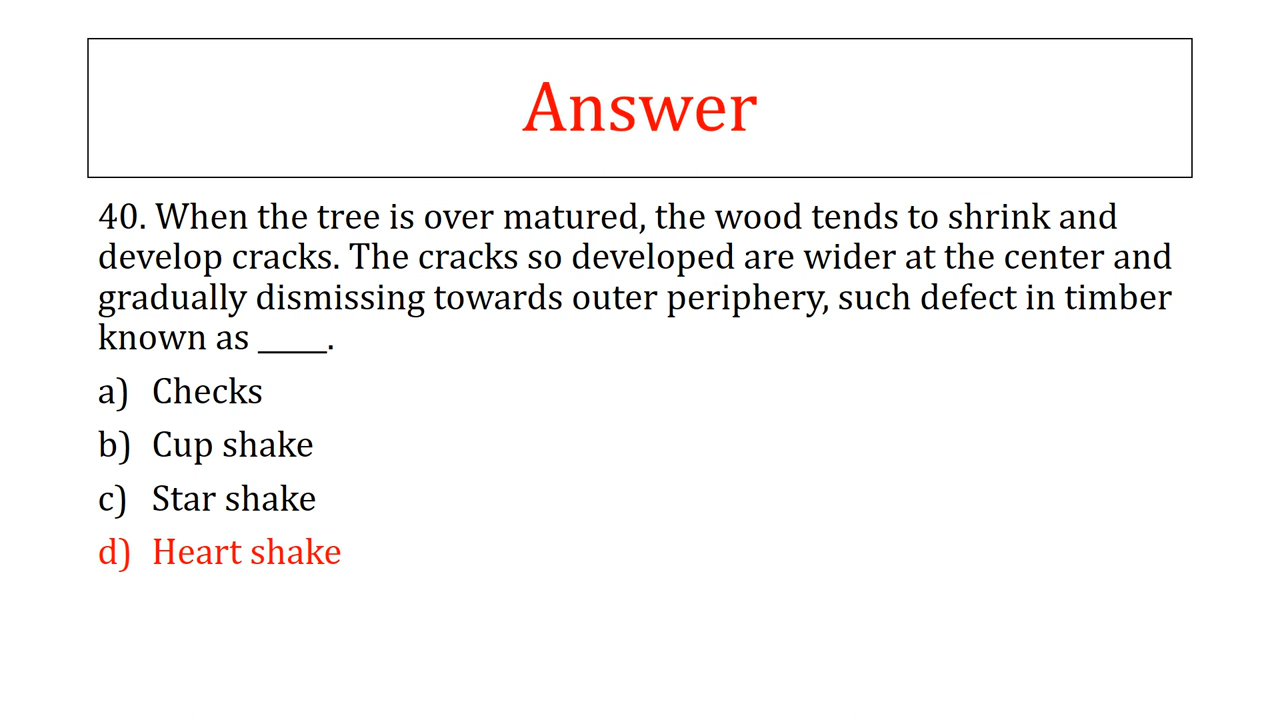 Answer
40. When the tree is over matured, the wood tends to shrink and
develop cracks. The cracks so developed are wider at the center and
gradually dismissing towards outer periphery, such defect in timber
known as _____.
a) Checks
b) Cup shake
c) Star shake
d) Heart shake